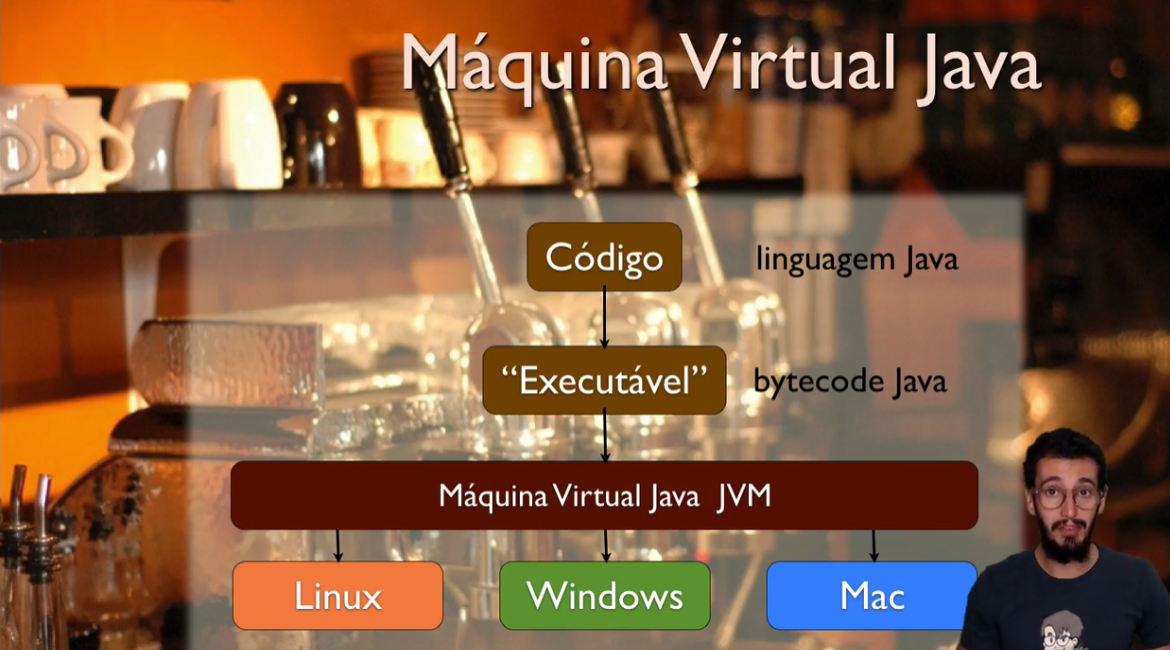 Máquina Virtual Java
Código
linguagem Java
“Executável”
bytecode Java
Máquina Virtual Java JVM
Linux
Windows
Mac